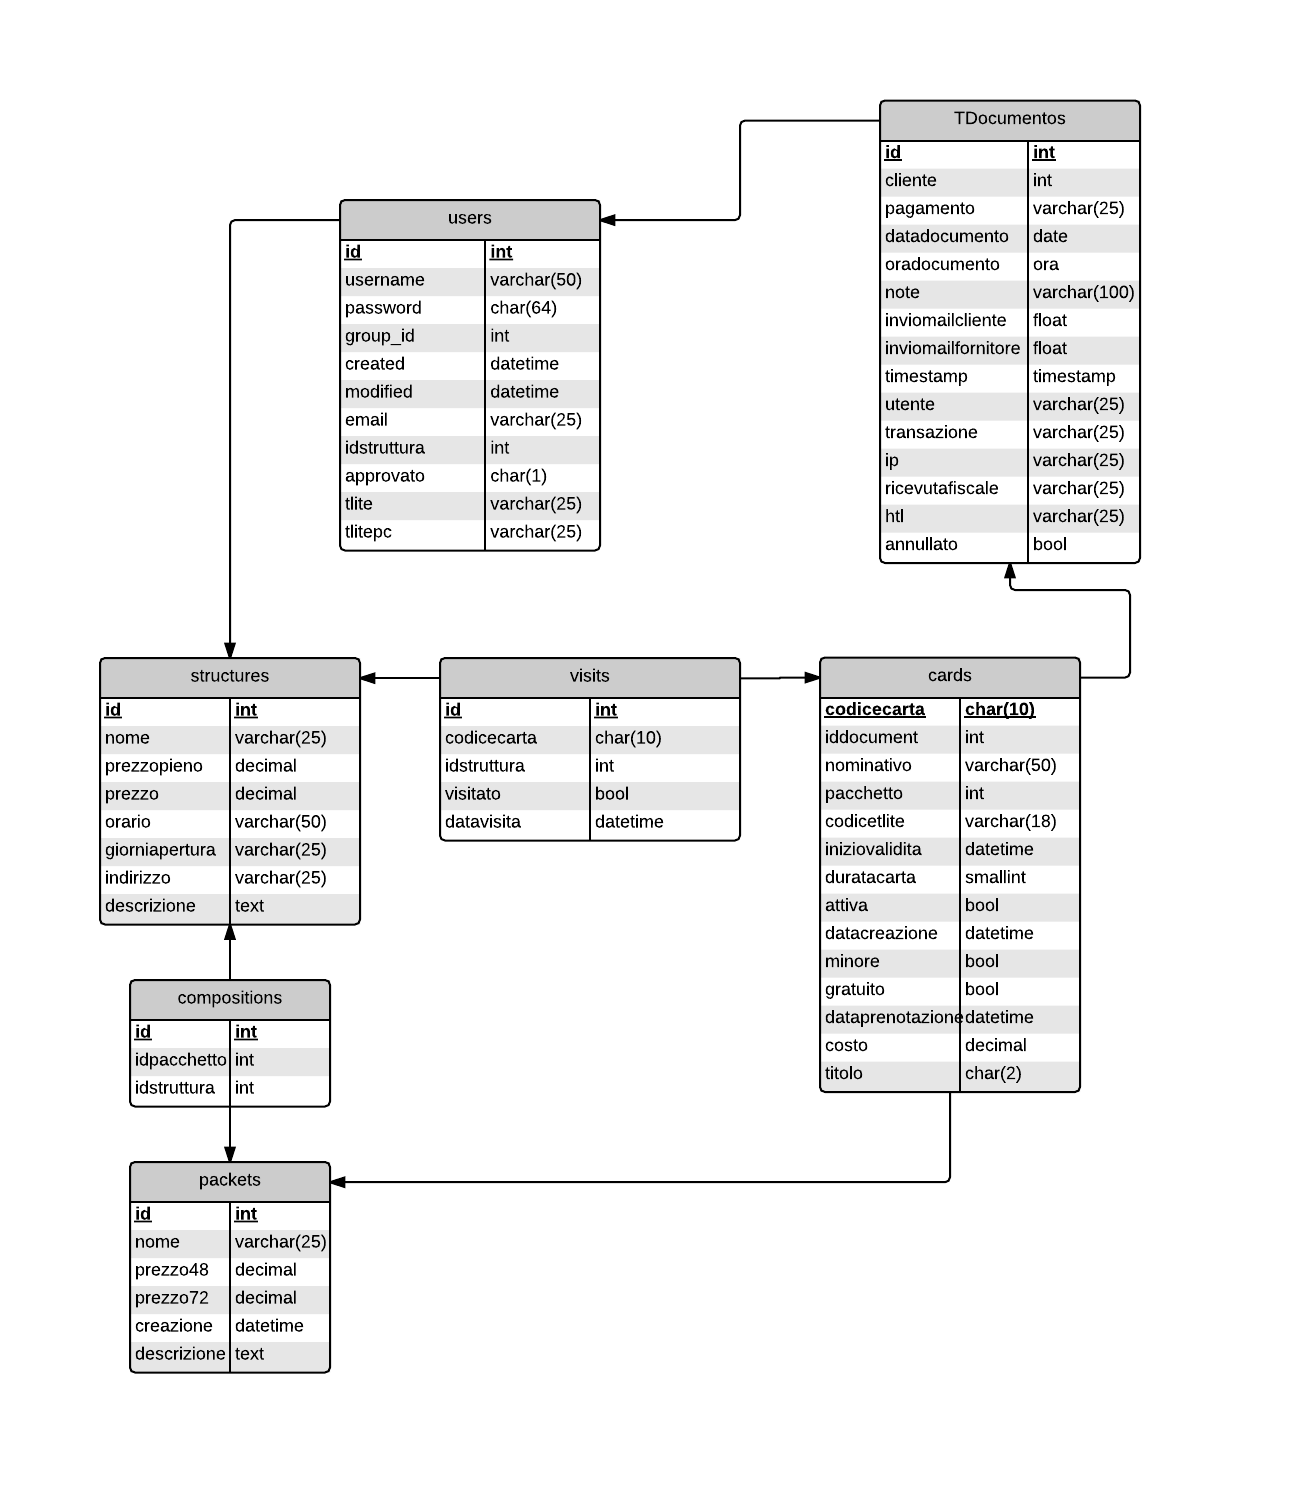 TDocumentos
id int
cliente int
pagamento varchar(25)
datadocumento date
oradocumento ora
note varchar(100)
inviomailcliente float
inviomailfornitore float
timestamp timestamp
utente varchar(25)
transazione varchar(25)
ip varchar(25)
ricevutafiscale varchar(25)
htl varchar(25)
annullato bool
users
id int
username varchar(50)
password char(64)
group_id int
created datetime
modified datetime
email varchar(25)
idstruttura int
approvato char(1)
tlite varchar(25)
tlitepc varchar(25)
structures
id int
nome varchar(25)
prezzopieno decimal
prezzo decimal
orario varchar(50)
giorniapertura varchar(25)
indirizzo varchar(25)
descrizione text
visits
id int
codicecarta char(10)
idstruttura int
visitato bool
datavisita datetime
cards
codicecarta char(10)
iddocument int
nominativo varchar(50)
pacchetto int
codicetlite varchar(18)
iniziovalidita datetime
duratacarta smallint
attiva bool
datacreazione datetime
minore bool
gratuito bool
dataprenotazione datetime
costo decimal
titolo char(2)
compositions
id int
idpacchetto int
idstruttura int
packets
id int
nome varchar(25)
prezzo48 decimal
prezzo72 decimal
creazione datetime
descrizione text